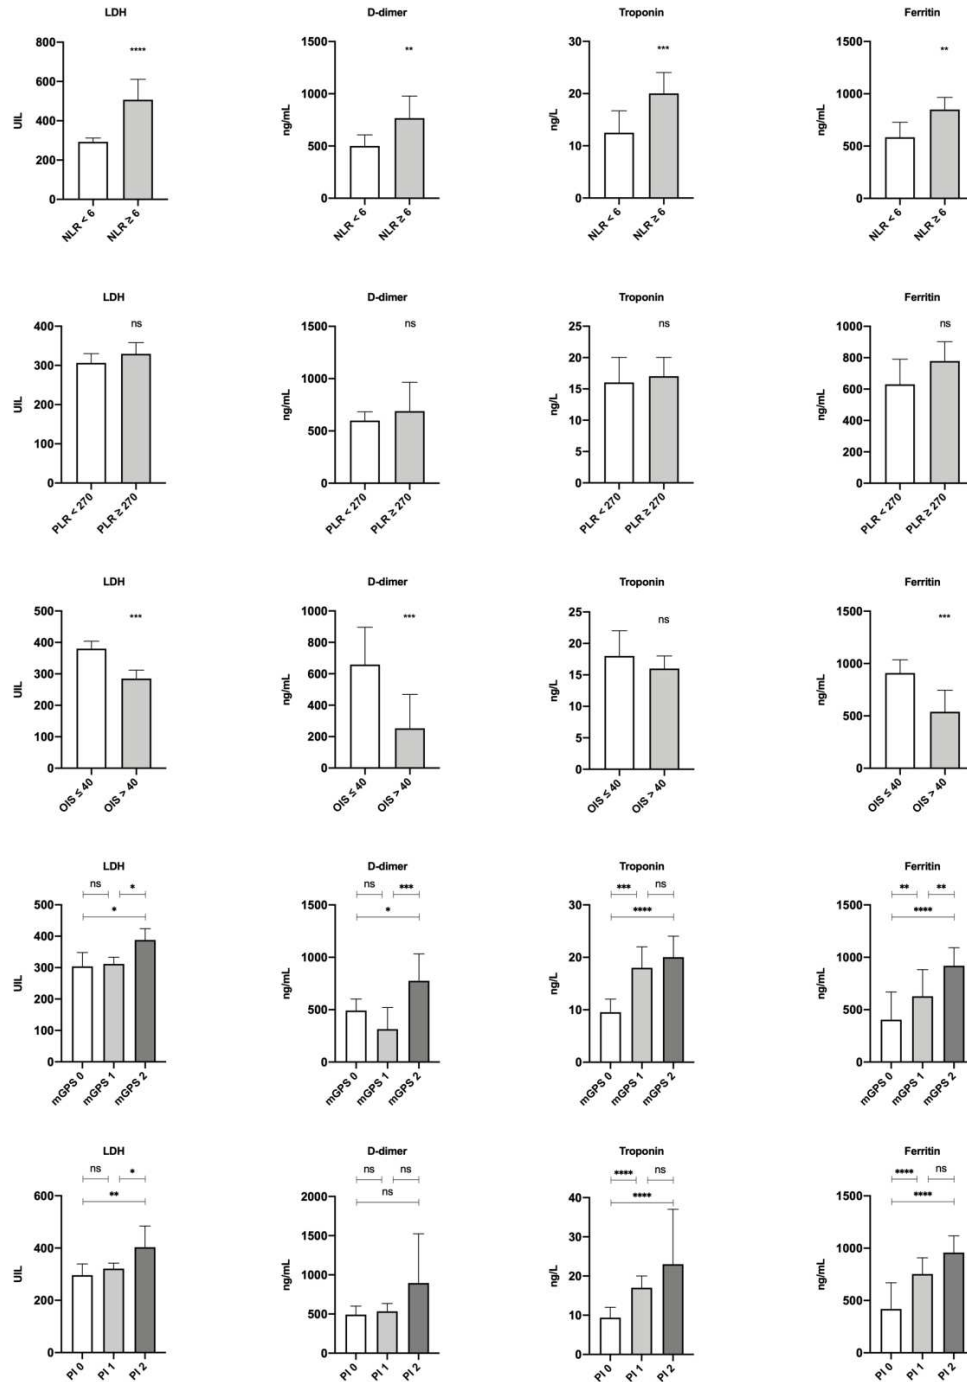 LDH D-dimer Troponin Ferritin
800 1500 30 1500
**** ** *** **
600 1000 20 1000
UIL ng/mL ng/L ng/mL
400 500 10 500
200
0 0 0 0
NLR < 6 NLR ≥ 6 NLR < 6 NLR ≥ 6 NLR < 6 NLR ≥ 6 NLR < 6 NLR ≥ 6
LDH D-dimer Troponin Ferritin
ns ns ns ns
400 1500 25 1000
300 1000 20 800
UIL ng/mL ng/L ng/mL
200 500 15 600
100 10 400
5 200
0 0 0 0
PLR < 270 PLR ≥ 270 PLR < 270 PLR ≥ 270 PLR < 270 PLR ≥ 270 PLR < 270 PLR ≥ 270
LDH D-dimer Troponin Ferritin
500 1000 25 1500
*** *** ns ***
400 800 20 1000
UIL ng/mL ng/L ng/mL
300 600 15 500
200 400 10
100 200 5
0 0 0 0
OIS ≤ 40 OIS > 40 OIS ≤ 40 OIS > 40 OIS ≤ 40 OIS > 40 OIS ≤ 40 OIS > 40
LDH D-dimer Troponin Ferritin
ns * ns *** *** ns ** **
* * **** ****
500 1500 30 1500
400 1000 20 1000
UIL ng/mL ng/L ng/mL
300 500 10 500
200
100
0 0 0 0
mGPS 0 mGPS 1 mGPS 2 mGPS 0 mGPS 1 mGPS 2 mGPS 0 mGPS 1 mGPS 2 mGPS 0 mGPS 1 mGPS 2
LDH D-dimer Troponin Ferritin
ns * ns ns **** ns **** ns
** ns **** ****
600 2000 40 1500
400 1500 30 1000
UIL ng/mL ng/L ng/mL
200 1000 20 500
500 10
0 0 0 0
PI 0 PI 1 PI 2 PI 0 PI 1 PI 2 PI 0 PI 1 PI 2 PI 0 PI 1 PI 2